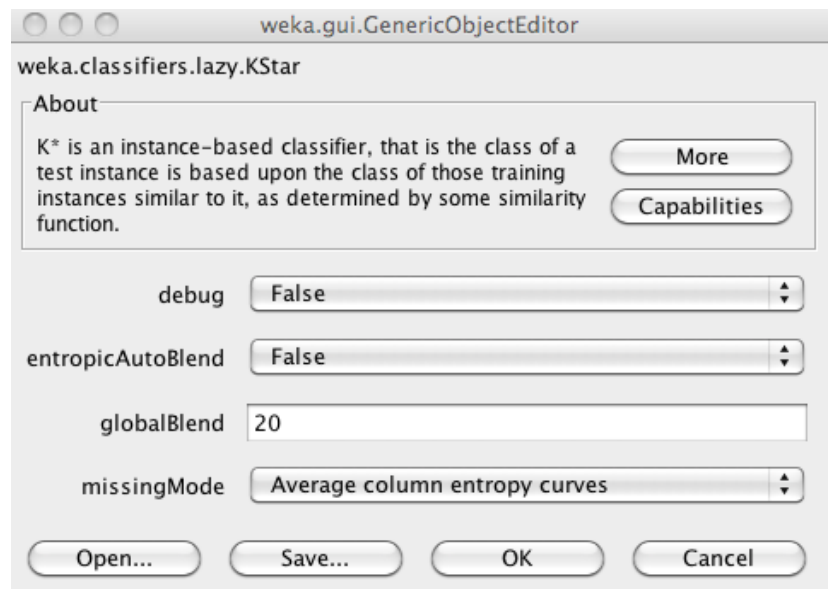 weka.gui.GenericObjectEditor
weka.classifiers.lazy.KStar
About
K* is an instance-based classifier, that is the class of a
test instance is based upon the class of those training
instances similar to it, as determined by some similarity
function.
More
Capabilities
debug False
entropicAutoBlend False
globalBlend 20
missingMode Average column entropy curves
Open... Save... OK Cancel